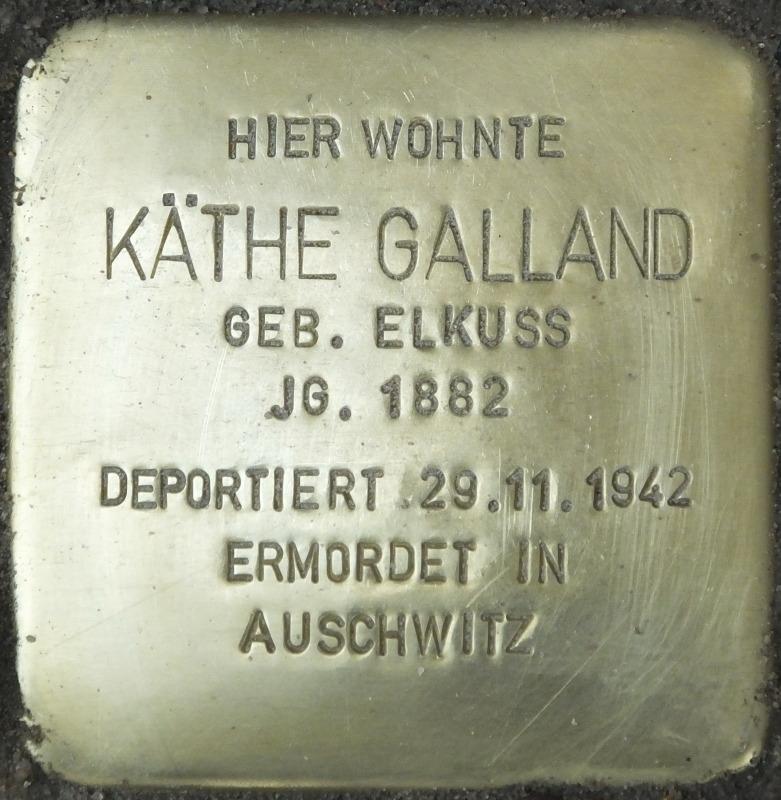 HIER WOHNTE
KÄTHE GALLAND
GEB. ELKUSS
JG. 1882
DEPORTIERT 29.11.1942
ERMORDET IN
AUSCHWITZ